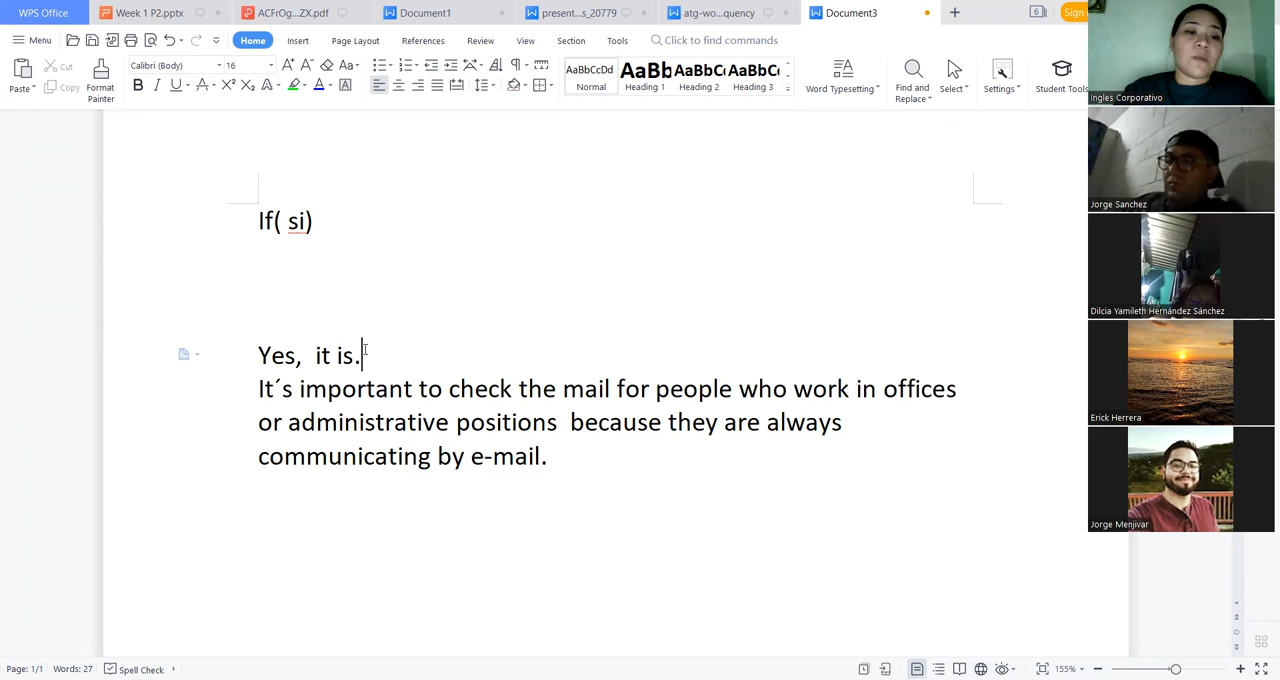 WPS Office
Week 1 P2.pptx
ACFrOg...ZX.pdf
Document1
present...s_20779
atg-wo...quency
Document3
6
Sign
Menu
Home
Insert
Page Layout
References
Review
View
Section
Tools
Click to find commands
Paste
Cut
Copy
Format
Painter
Calibri (Body)
16
AaBbCcDd
Normal
AaBb
Heading 1
AaBbCc
Heading 2
AaBbCc
Heading 3
Word Typesetting
Find and
Replace
Select
Settings
Student Tools
If( si)
Yes, it is.
It´s important to check the mail for people who work in offices
or administrative positions because they are always
communicating by e-mail.
Ingles Corporativo
Jorge Sanchez
Dilcia Yamileth Hernández Sánchez
Erick Herrera
Jorge Menjivar
Page: 1/1
Words: 27
Spell Check
155%